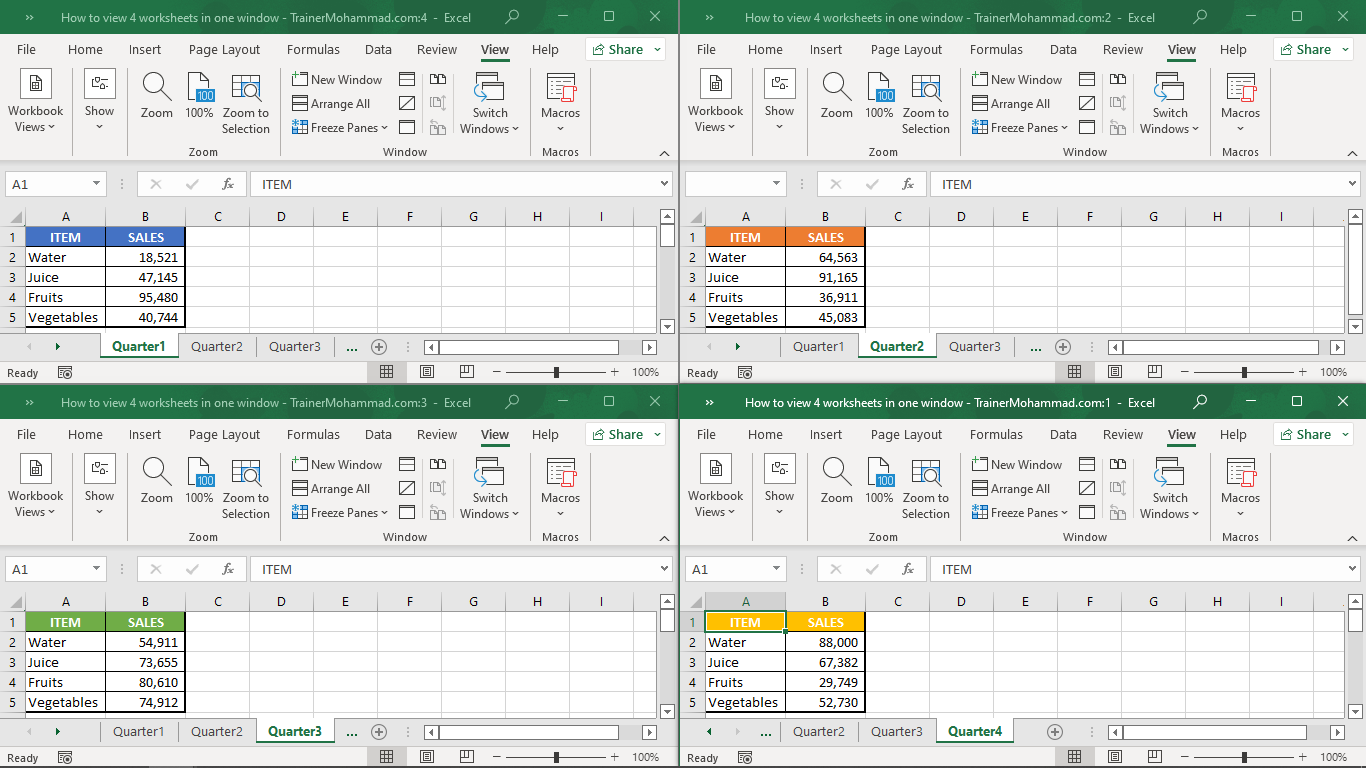 How to view 4 worksheets in one window - TrainerMohammad.com:4 - Excel
File Home Insert Page Layout Formulas Data Review View Help Share
Workbook Views Show Zoom 100% 100 Zoom to Selection New Window Arrange All Freeze Panes Switch Windows Macros
Zoom Window Macros
A1 fx ITEM
A B C D E F G H I
1 ITEM SALES
2 Water 18,521
3 Juice 47,145
4 Fruits 95,480
5 Vegetables 40,744
Quarter1 Quarter2 Quarter3 ...
Ready 100%
How to view 4 worksheets in one window - TrainerMohammad.com:2 - Excel
File Home Insert Page Layout Formulas Data Review View Help Share
Workbook Views Show Zoom 100% 100 Zoom to Selection New Window Arrange All Freeze Panes Switch Windows Macros
Zoom Window Macros
fx ITEM
A B C D E F G H I
1 ITEM SALES
2 Water 64,563
3 Juice 91,165
4 Fruits 36,911
5 Vegetables 45,083
Quarter1 Quarter2 Quarter3 ...
Ready 100%
How to view 4 worksheets in one window - TrainerMohammad.com:3 - Excel
File Home Insert Page Layout Formulas Data Review View Help Share
Workbook Views Show Zoom 100% 100 Zoom to Selection New Window Arrange All Freeze Panes Switch Windows Macros
Zoom Window Macros
A1 fx ITEM
A B C D E F G H I
1 ITEM SALES
2 Water 54,911
3 Juice 73,655
4 Fruits 80,610
5 Vegetables 74,912
Quarter1 Quarter2 Quarter3 ...
Ready 100%
How to view 4 worksheets in one window - TrainerMohammad.com:1 - Excel
File Home Insert Page Layout Formulas Data Review View Help Share
Workbook Views Show Zoom 100% 100 Zoom to Selection New Window Arrange All Freeze Panes Switch Windows Macros
Zoom Window Macros
A1 fx ITEM
A B C D E F G H I
1 ITEM SALES
2 Water 88,000
3 Juice 67,382
4 Fruits 29,749
5 Vegetables 52,730
... Quarter2 Quarter3 Quarter4
Ready 100%